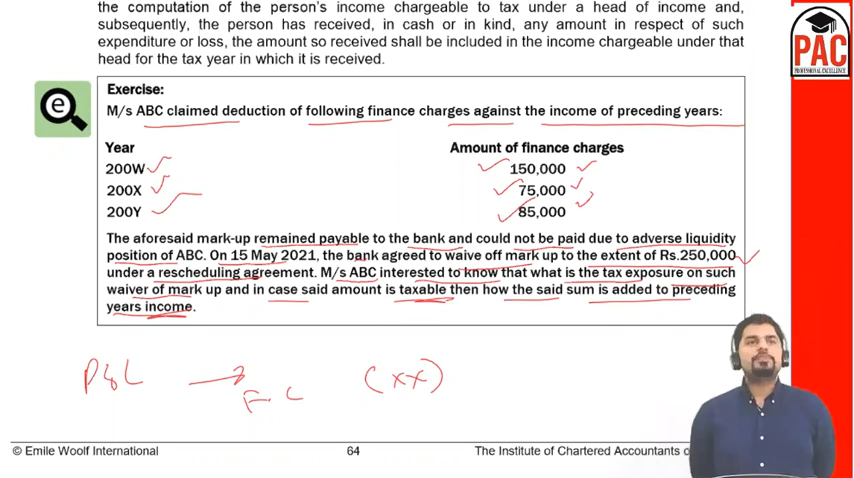 the computation of the person's income chargeable to tax under a head of income and,
subsequently, the person has received, in cash or in kind, any amount in respect of such
expenditure or loss, the amount so received shall be included in the income chargeable under that
head for the tax year in which it is received.
PAC
PROFESSIONAL EXCELLENCE
e
Exercise:
M/s ABC claimed deduction of following finance charges against the income of preceding years:
Year Amount of finance charges
200W 150,000
200X 75,000
200Y 85,000
The aforesaid mark-up remained payable to the bank and could not be paid due to adverse liquidity
position of ABC. On 15 May 2021, the bank agreed to waive off mark up to the extent of Rs.250,000
under a rescheduling agreement. M/s ABC interested to know that what is the tax exposure on such
waiver of mark up and in case said amount is taxable then how the said sum is added to preceding
years income.
P&L → F.C (XX)
© Emile Woolf International 64 The Institute of Chartered Accountants o